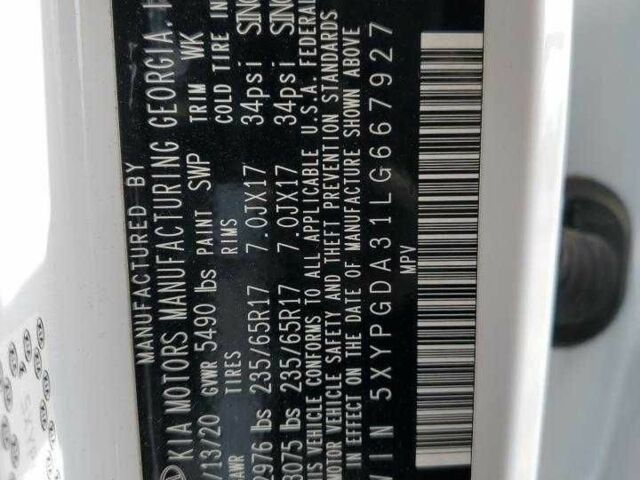 MANUFACTURED BY
KIA MOTORS MANUFACTURING GEORGIA.
/13/20 GVWR 5490 lbs PAINT SWP TRIM WK
AWR TIRES RIMS COLD TIRE IN
2976 lbs 235/65R17 7.0JX17 34psi SING
3075 lbs 235/65R17 7.0JX17 34psi SING
THIS VEHICLE CONFORMS TO ALL APPLICABLE U.S.A. FEDERAL
MOTOR VEHICLE SAFETY AND THEFT PREVENTION STANDARDS
IN EFFECT ON THE DATE OF MANUFACTURE SHOWN ABOVE
VIN 5XYPGDA31LG667927
MPV